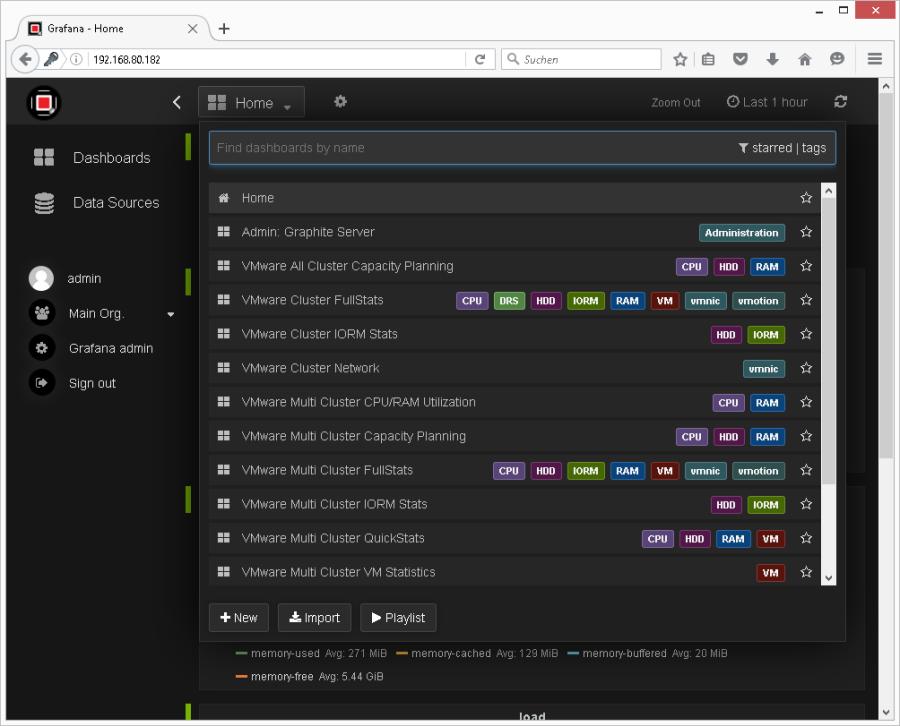 Grafana - Home
192.168.80.182
Suchen
Home
Zoom Out
Last 1 hour
Dashboards
Data Sources
admin
Main Org.
Grafana admin
Sign out
Find dashboards by name
starred | tags
Home
Admin: Graphite Server Administration
VMware All Cluster Capacity Planning CPU HDD RAM
VMware Cluster FullStats CPU DRS HDD IORM RAM VM vmnic vmotion
VMware Cluster IORM Stats HDD IORM
VMware Cluster Network vmnic
VMware Multi Cluster CPU/RAM Utilization CPU RAM
VMware Multi Cluster Capacity Planning CPU HDD RAM
VMware Multi Cluster FullStats CPU HDD IORM RAM VM vmnic vmotion
VMware Multi Cluster IORM Stats HDD IORM
VMware Multi Cluster QuickStats CPU HDD RAM VM
VMware Multi Cluster VM Statistics VM
New Import Playlist
memory-used Avg: 271 MiB memory-cached Avg: 129 MiB memory-buffered Avg: 20 MiB
memory-free Avg: 5.44 GiB
load